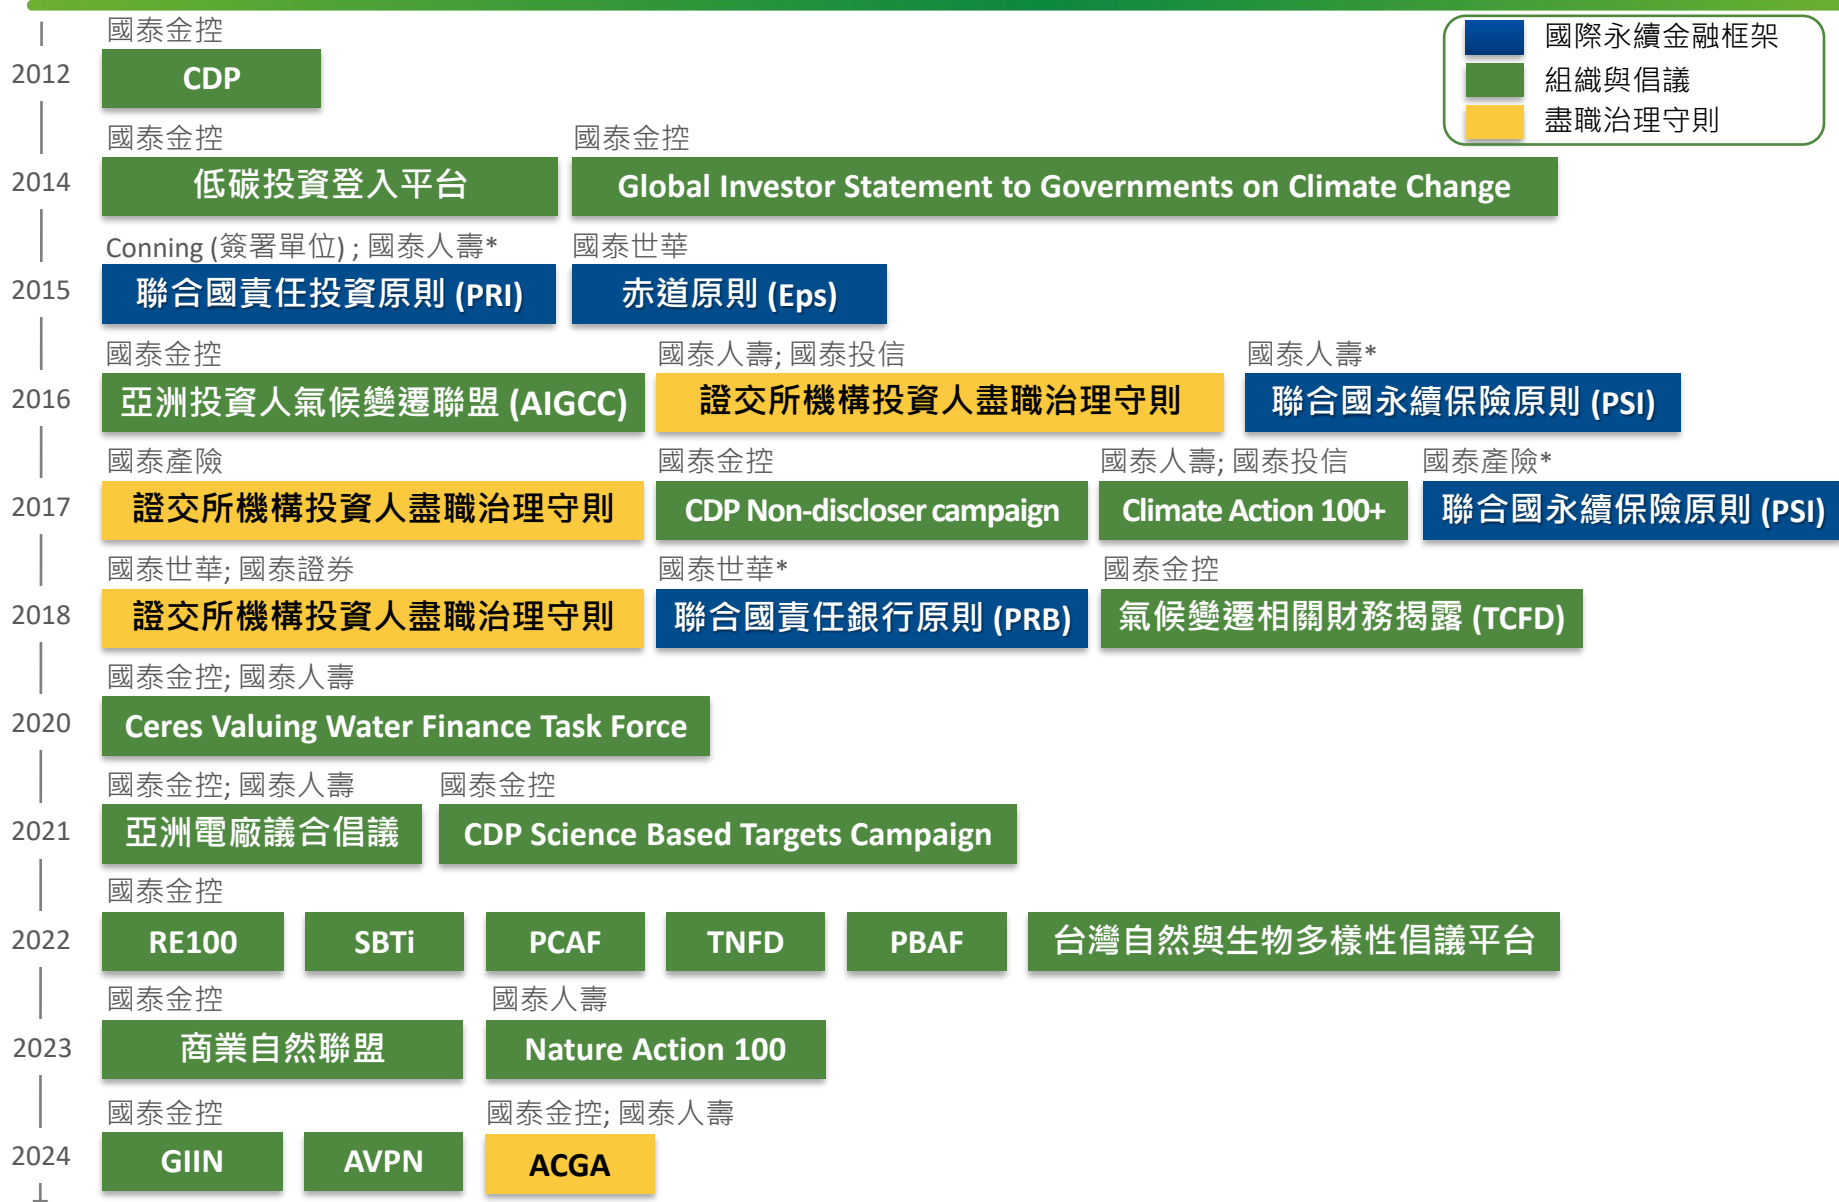 國際永續金融框架
組織與倡議
盡職治理守則
國泰金控
2012 CDP
國泰金控 國泰金控
2014 低碳投資登入平台 Global Investor Statement to Governments on Climate Change
Conning (簽署單位) ; 國泰人壽* 國泰世華
2015 聯合國責任投資原則 (PRI) 赤道原則 (Eps)
國泰金控 國泰人壽; 國泰投信 國泰人壽*
2016 亞洲投資人氣候變遷聯盟 (AIGCC) 證交所機構投資人盡職治理守則 聯合國永續保險原則 (PSI)
國泰產險 國泰金控 國泰人壽; 國泰投信 國泰產險*
2017 證交所機構投資人盡職治理守則 CDP Non-discloser campaign Climate Action 100+ 聯合國永續保險原則 (PSI)
國泰世華; 國泰證券 國泰世華* 國泰金控
2018 證交所機構投資人盡職治理守則 聯合國責任銀行原則 (PRB) 氣候變遷相關財務揭露 (TCFD)
國泰金控; 國泰人壽
2020 Ceres Valuing Water Finance Task Force
國泰金控; 國泰人壽 國泰金控
2021 亞洲電廠議合倡議 CDP Science Based Targets Campaign
國泰金控
2022 RE100 SBTi PCAF TNFD PBAF 台灣自然與生物多樣性倡議平台
國泰金控 國泰人壽
2023 商業自然聯盟 Nature Action 100
國泰金控 國泰金控; 國泰人壽
2024 GIIN AVPN ACGA